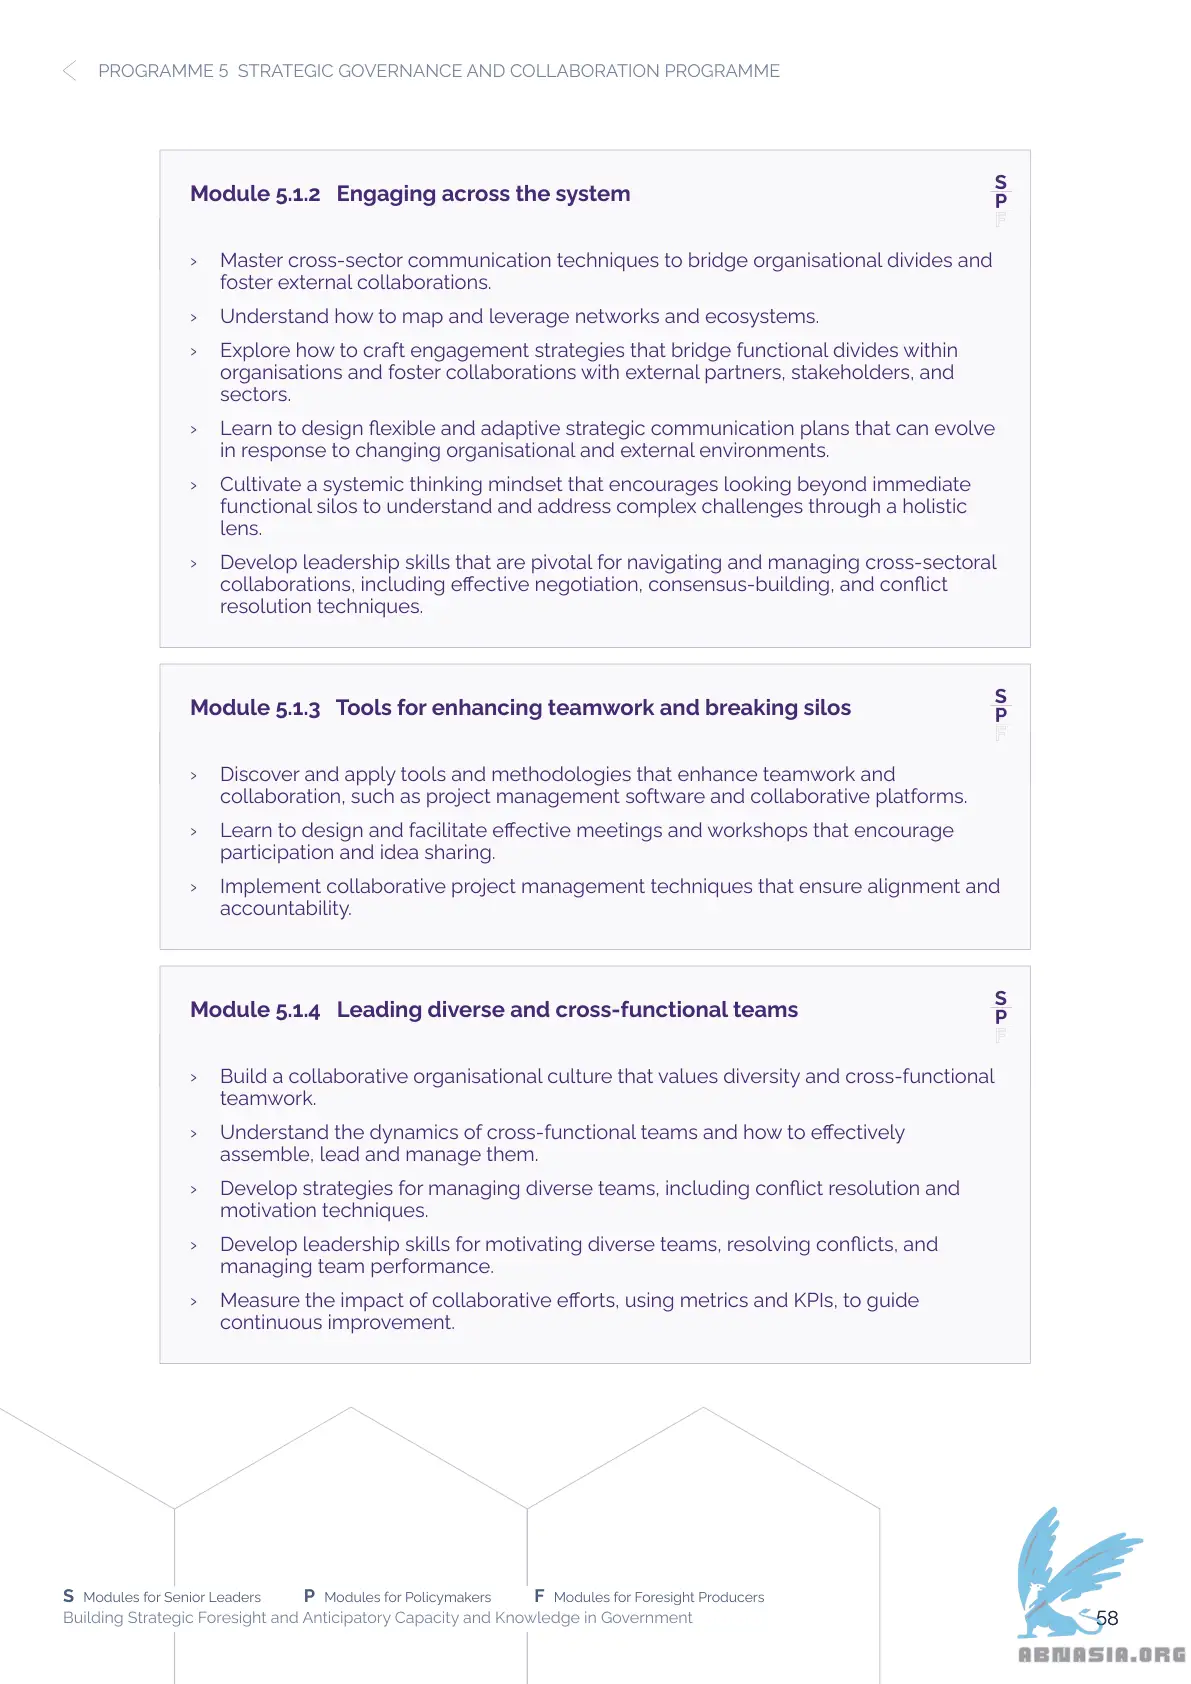 PROGRAMME 5 STRATEGIC GOVERNANCE AND COLLABORATION PROGRAMME
Module 5.1.2 Engaging across the system
S
P
F
› Master cross-sector communication techniques to bridge organisational divides and
foster external collaborations.
› Understand how to map and leverage networks and ecosystems.
› Explore how to craft engagement strategies that bridge functional divides within
organisations and foster collaborations with external partners, stakeholders, and
sectors.
› Learn to design flexible and adaptive strategic communication plans that can evolve
in response to changing organisational and external environments.
› Cultivate a systemic thinking mindset that encourages looking beyond immediate
functional silos to understand and address complex challenges through a holistic
lens.
› Develop leadership skills that are pivotal for navigating and managing cross-sectoral
collaborations, including effective negotiation, consensus-building, and conflict
resolution techniques.
Module 5.1.3 Tools for enhancing teamwork and breaking silos
S
P
F
› Discover and apply tools and methodologies that enhance teamwork and
collaboration, such as project management software and collaborative platforms.
› Learn to design and facilitate effective meetings and workshops that encourage
participation and idea sharing.
› Implement collaborative project management techniques that ensure alignment and
accountability.
Module 5.1.4 Leading diverse and cross-functional teams
S
P
F
› Build a collaborative organisational culture that values diversity and cross-functional
teamwork.
› Understand the dynamics of cross-functional teams and how to effectively
assemble, lead and manage them.
› Develop strategies for managing diverse teams, including conflict resolution and
motivation techniques.
› Develop leadership skills for motivating diverse teams, resolving conflicts, and
managing team performance.
› Measure the impact of collaborative efforts, using metrics and KPIs, to guide
continuous improvement.
S Modules for Senior Leaders P Modules for Policymakers F Modules for Foresight Producers
Building Strategic Foresight and Anticipatory Capacity and Knowledge in Government
58
ABNASIA.ORG